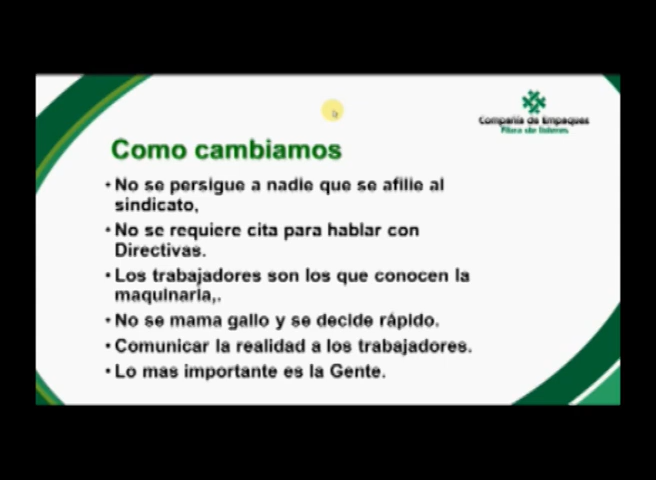 Compañía de Empaques
Fibra de líderes
Como cambiamos
• No se persigue a nadie que se afilie al
sindicato,
• No se requiere cita para hablar con
Directivas.
• Los trabajadores son los que conocen la
maquinaria,.
• No se mama gallo y se decide rápido.
• Comunicar la realidad a los trabajadores.
• Lo mas importante es la Gente.